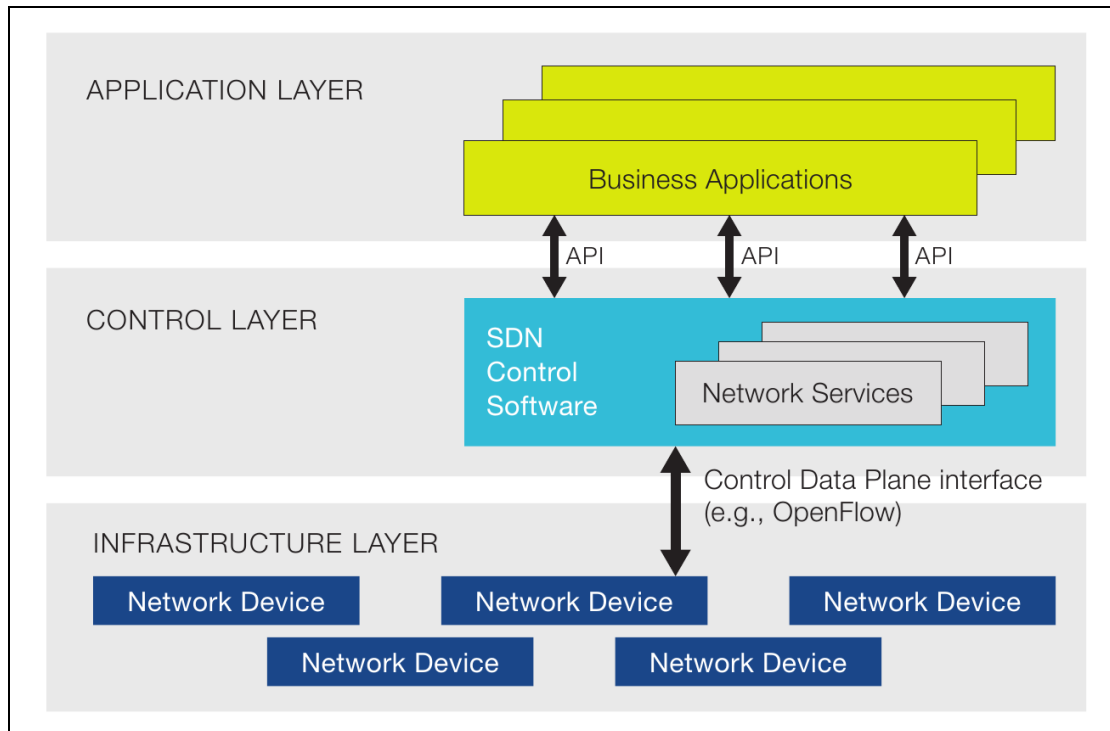 APPLICATION LAYER
Business Applications
API
API
API
CONTROL LAYER
SDN
Control
Software
Network Services
Control Data Plane interface
(e.g., OpenFlow)
INFRASTRUCTURE LAYER
Network Device
Network Device
Network Device
Network Device
Network Device